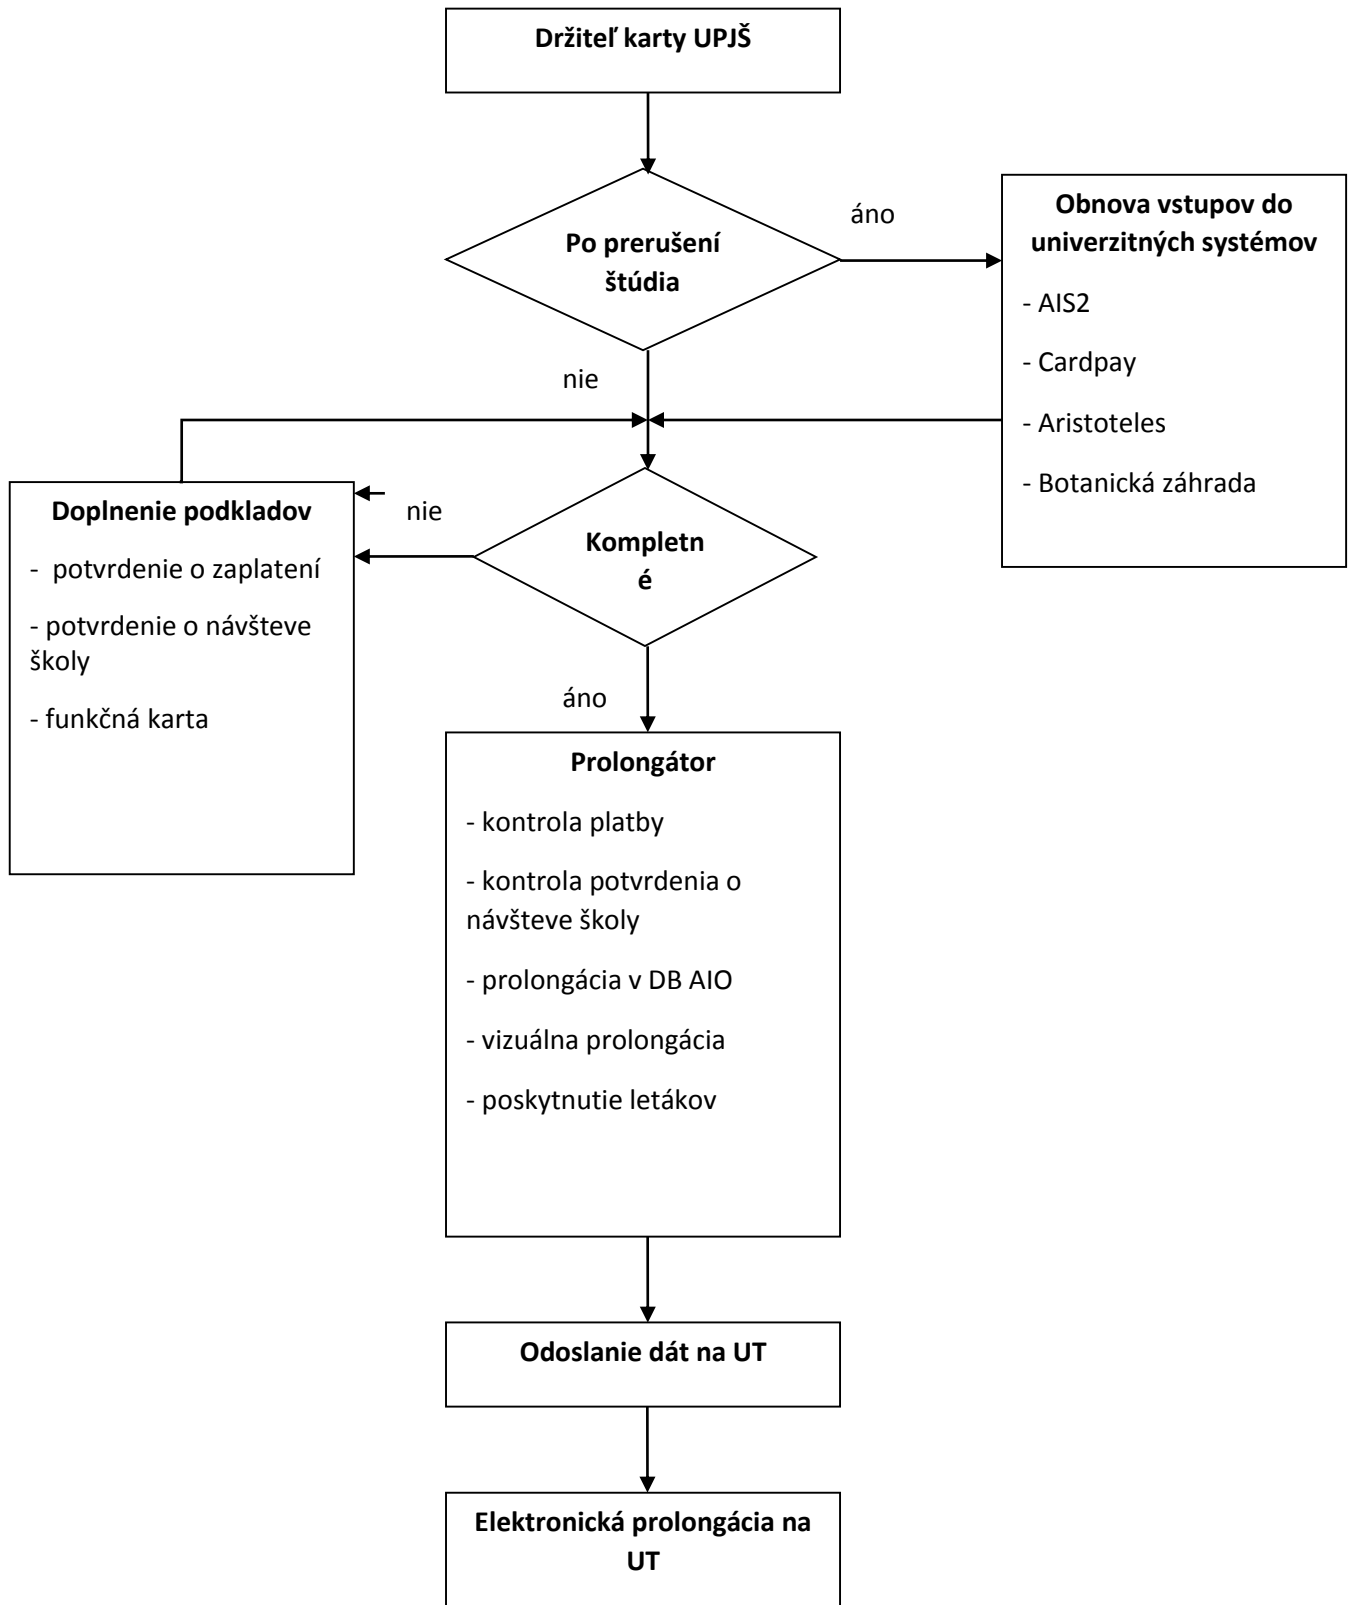 Držiteľ karty UPJŠ
Po prerušení
štúdia
áno
Obnova vstupov do
univerzitných systémov
- AIS2
- Cardpay
- Aristoteles
- Botanická záhrada
nie
Doplnenie podkladov
-  potvrdenie o zaplatení
- potvrdenie o návšteve
školy
- funkčná karta
nie
Kompletn
é
áno
Prolongátor
- kontrola platby
- kontrola potvrdenia o
návšteve školy
- prolongácia v DB AIO
- vizuálna prolongácia
- poskytnutie letákov
Odoslanie dát na UT
Elektronická prolongácia na
UT